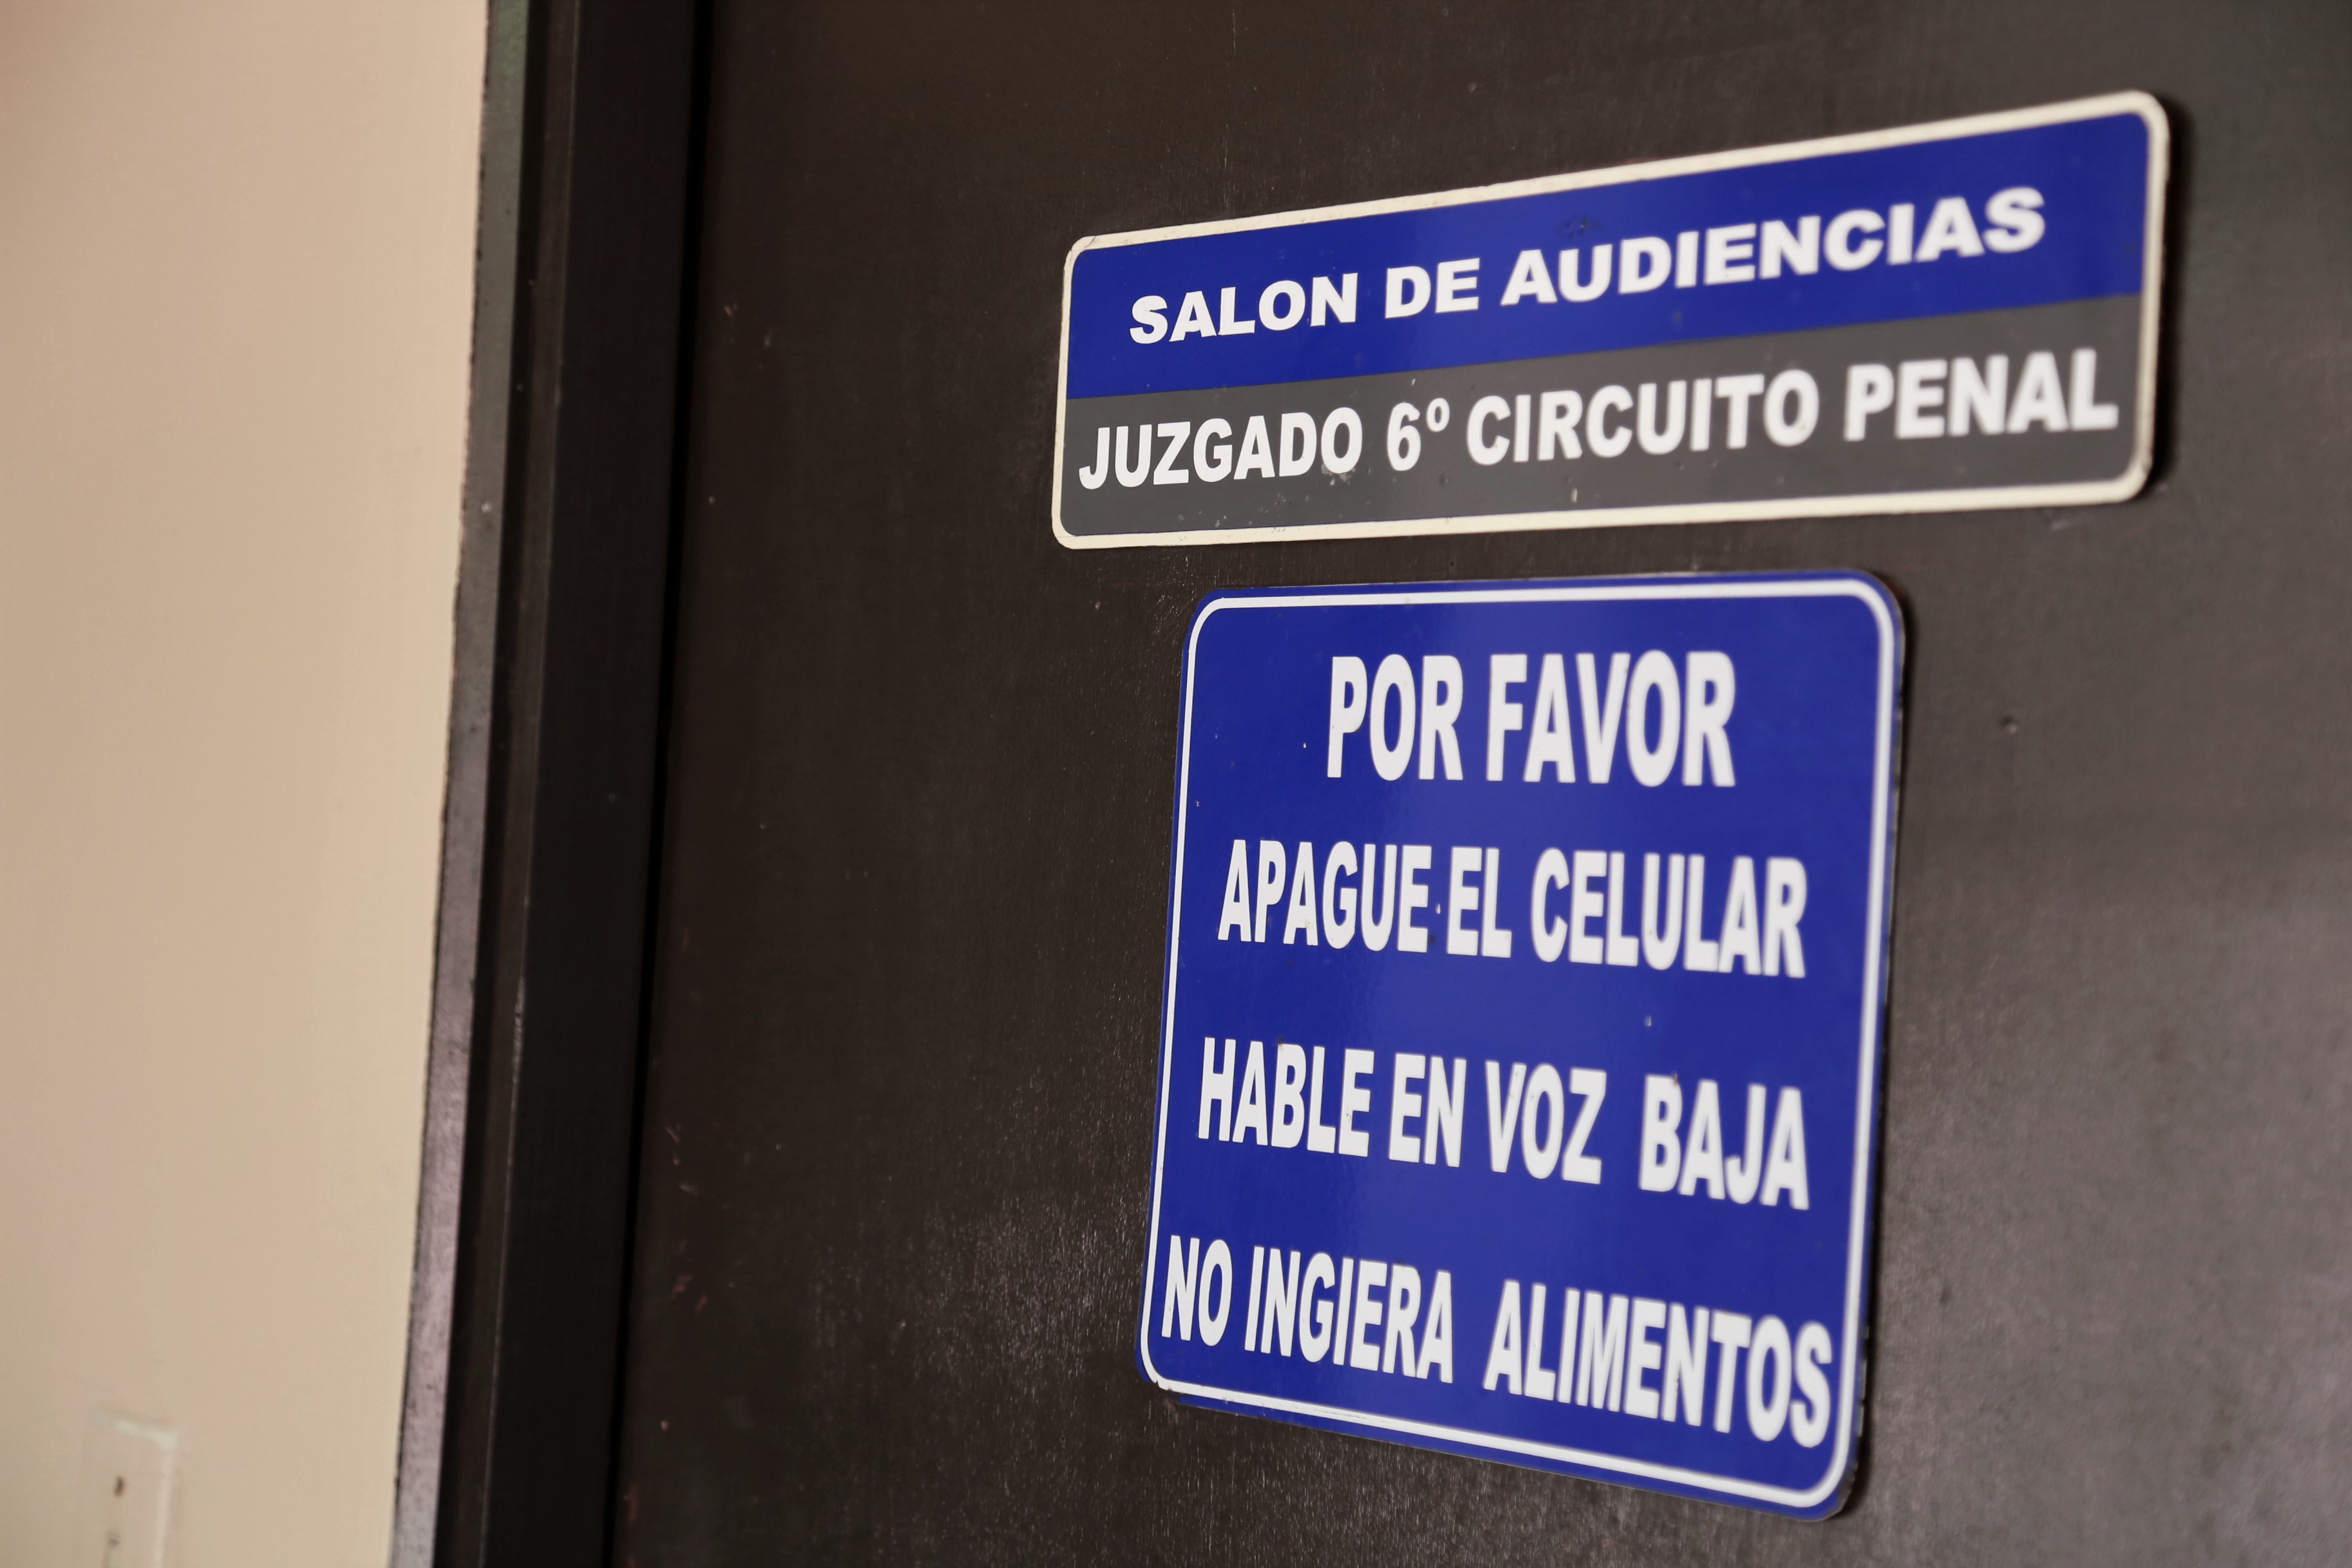 SALON DE AUDIENCIAS
JUZGADO 6º CIRCUITO PENAL
POR FAVOR
APAGUE EL CELULAR
HABLE EN VOZ BAJA
NO INGIERA ALIMENTOS